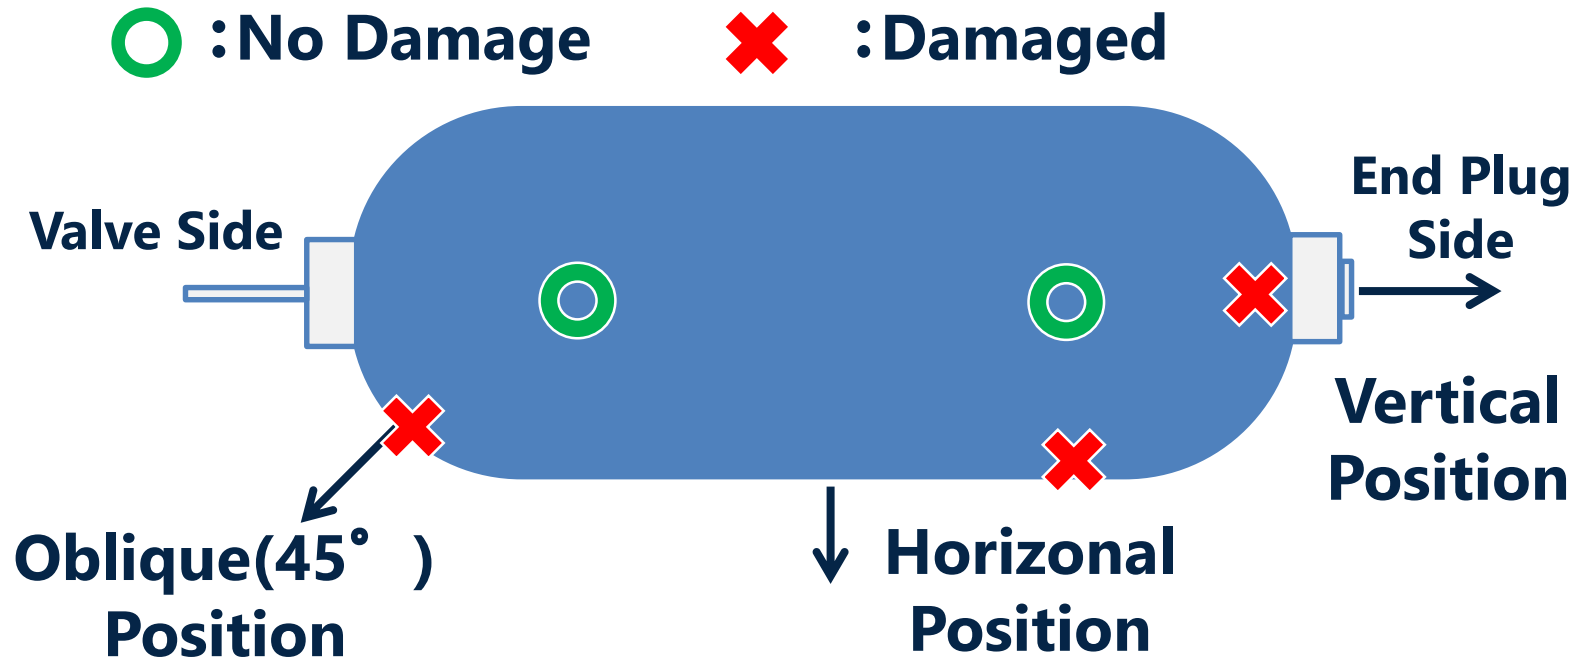 :No Damage
:Damaged
Valve Side
End Plug
Side
Vertical
Position
Oblique(45° )
Position
Horizonal
Position